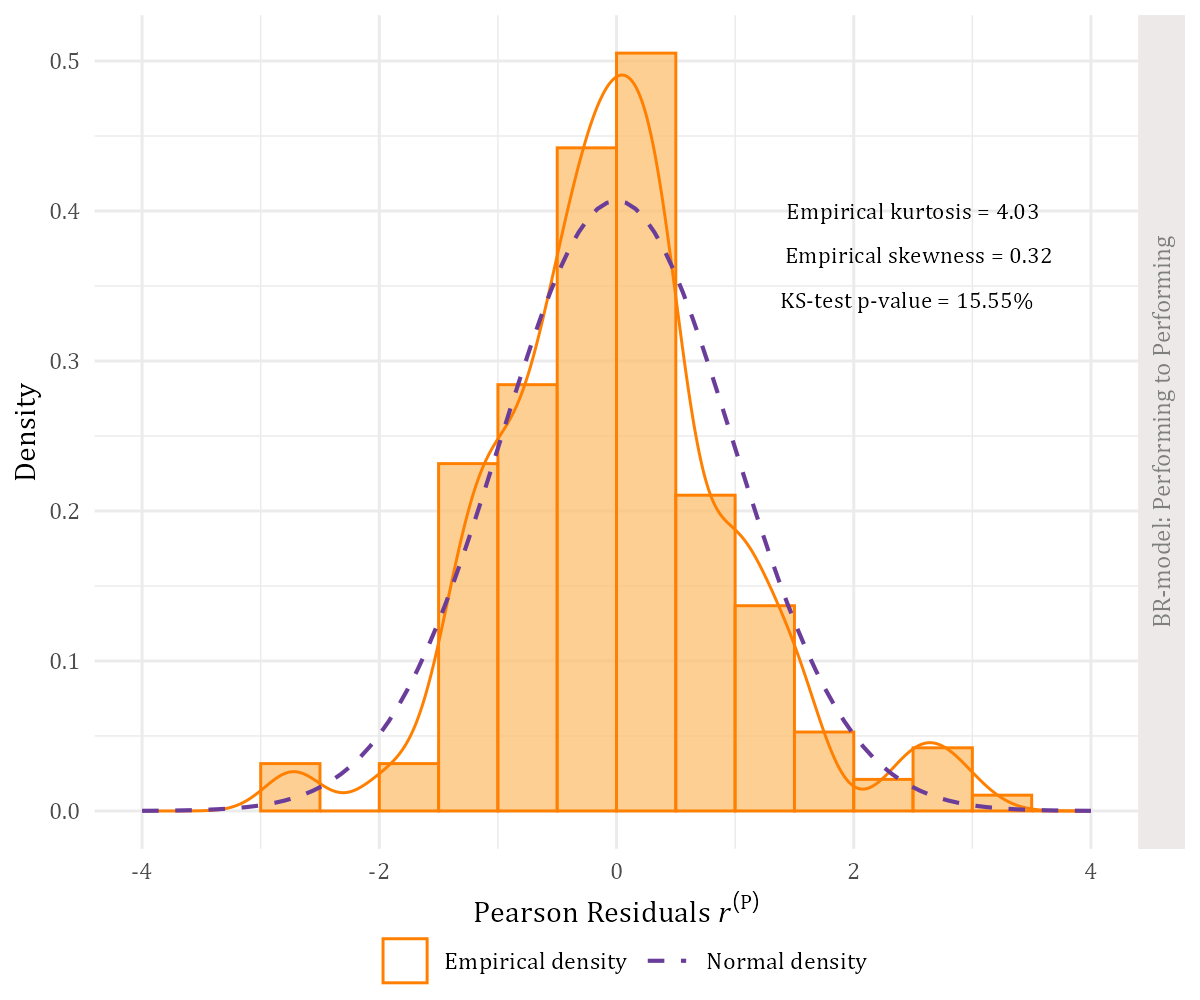 0.5
0.4
0.3
0.2
0.1
0.0
Density
Empirical kurtosis = 4.03
Empirical skewness = 0.32
KS-test p-value = 15.55%
BR-model: Performing to Performing
-4 -2 0 2 4
Pearson Residuals r(P)
Empirical density Normal density